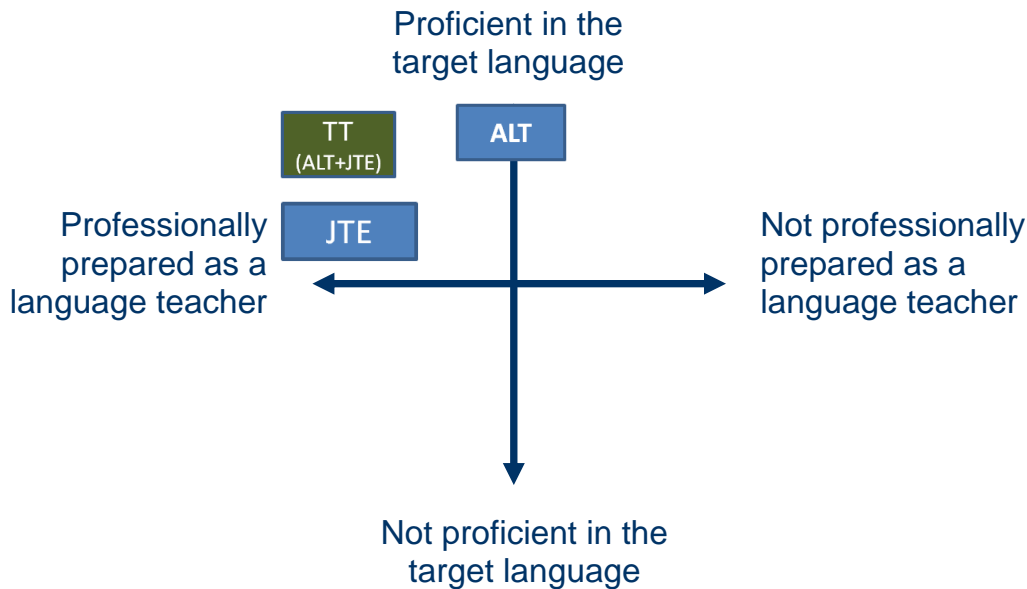 Proficient in the
target language
TT
(ALT+JTE)
ALT
JTE
Professionally
prepared as a
language teacher
Not professionally
prepared as a
language teacher
Not proficient in the
target language